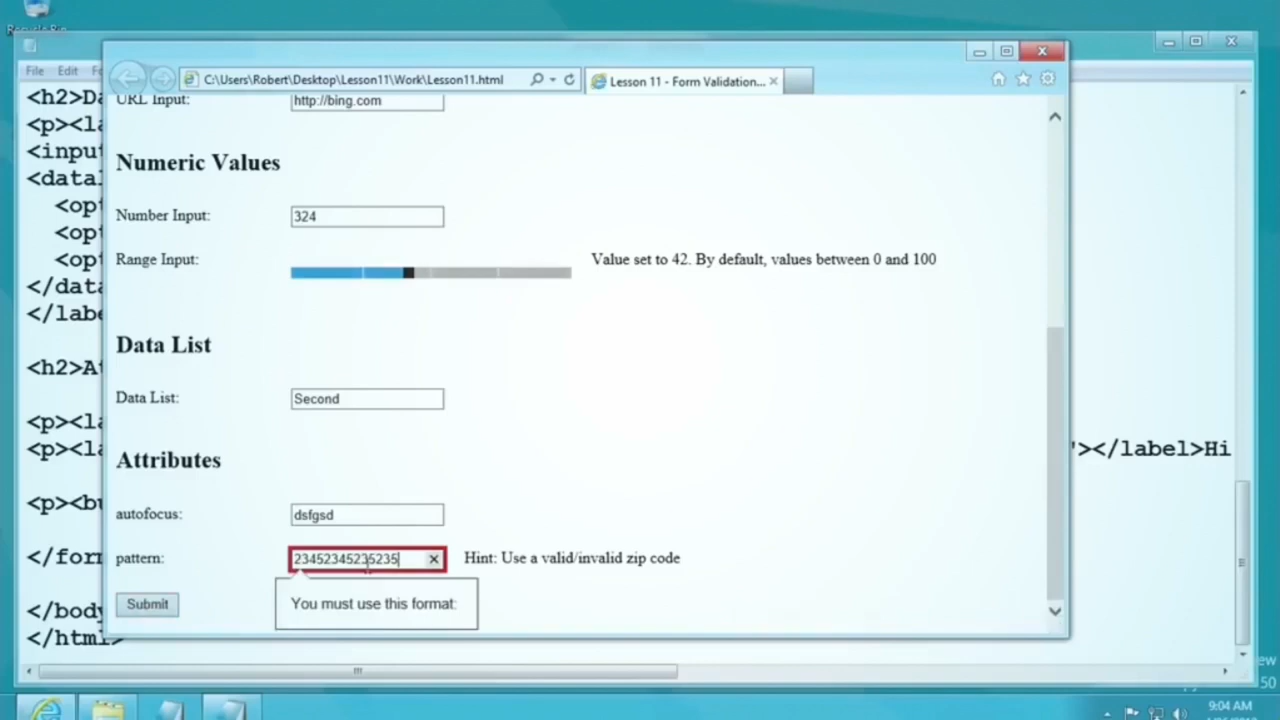 File Edit
C:\Users\Robert\Desktop\Lesson11\Work\Lesson11.html
Lesson 11 - Form Validation...
<h2>Da
<p><la
<input
<data
<opt
<opt
<opt
</data
</labe
<h2>At
<p><la
<p><la
"></label>Hi
<p><bu
</form
</body
</html>
URL Input:
http://bing.com
Numeric Values
Number Input:
324
Range Input:
Value set to 42. By default, values between 0 and 100
Data List
Data List:
Second
Attributes
autofocus:
dsfgsd
pattern:
23452345235235
Hint: Use a valid/invalid zip code
Submit
You must use this format:
ew
50
9:04 AM